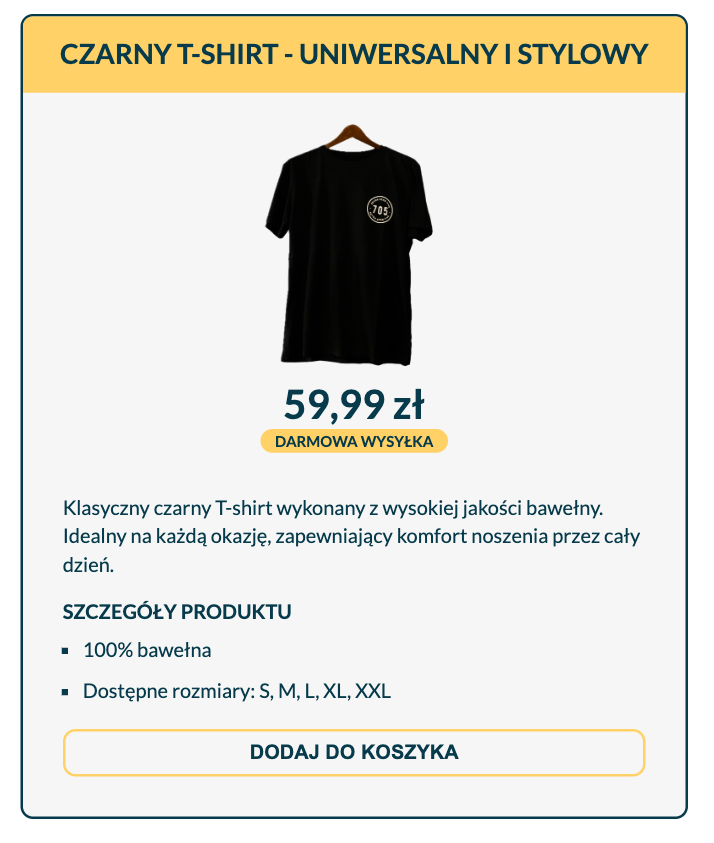 CZARNY T-SHIRT - UNIWERSALNY I STYLOWY
705
59,99 zł
DARMOWA WYSYŁKA
Klasyczny czarny T-shirt wykonany z wysokiej jakości bawełny.
Idealny na każdą okazję, zapewniający komfort noszenia przez cały
dzień.
SZCZEGÓŁY PRODUKTU
▪ 100% bawełna
▪ Dostępne rozmiary: S, M, L, XL, XXL
DODAJ DO KOSZYKA